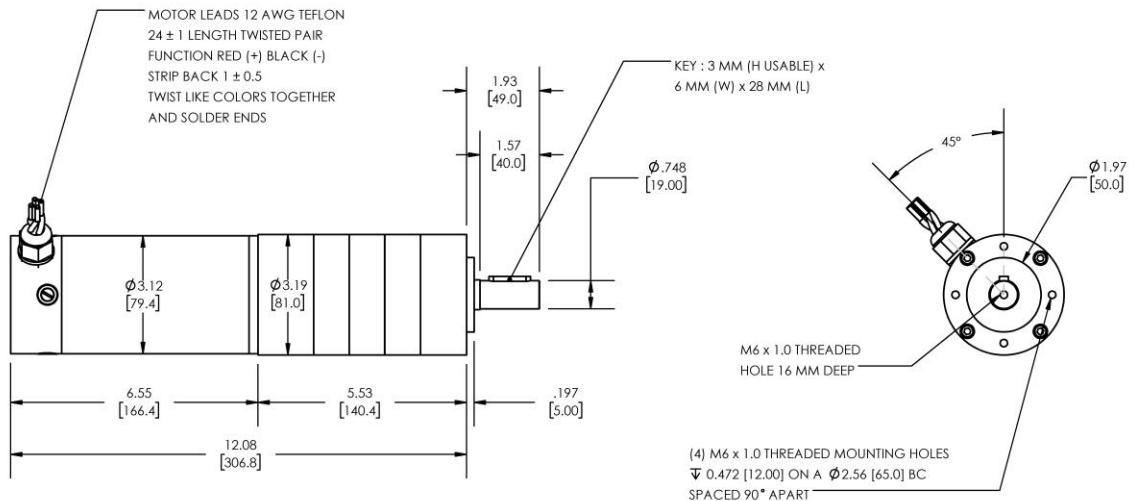 MOTOR LEADS 12 AWG TEFLON
24 ± 1 LENGTH TWISTED PAIR
FUNCTION RED (+) BLACK (-)
STRIP BACK 1 ± 0.5
TWIST LIKE COLORS TOGETHER
AND SOLDER ENDS
1.93
[49.0]
KEY : 3 MM (H USABLE) x
6 MM (W) x 28 MM (L)
1.57
[40.0]
Ø.748
[19.00]
45°
Ø1.97
[50.0]
Ø3.12
[79.4]
Ø3.19
[81.0]
M6 x 1.0 THREADED
HOLE 16 MM DEEP
6.55
[166.4]
5.53
[140.4]
.197
[5.00]
12.08
[306.8]
(4) M6 x 1.0 THREADED MOUNTING HOLES
↧ 0.472 [12.00] ON A Ø2.56 [65.0] BC
SPACED 90° APART